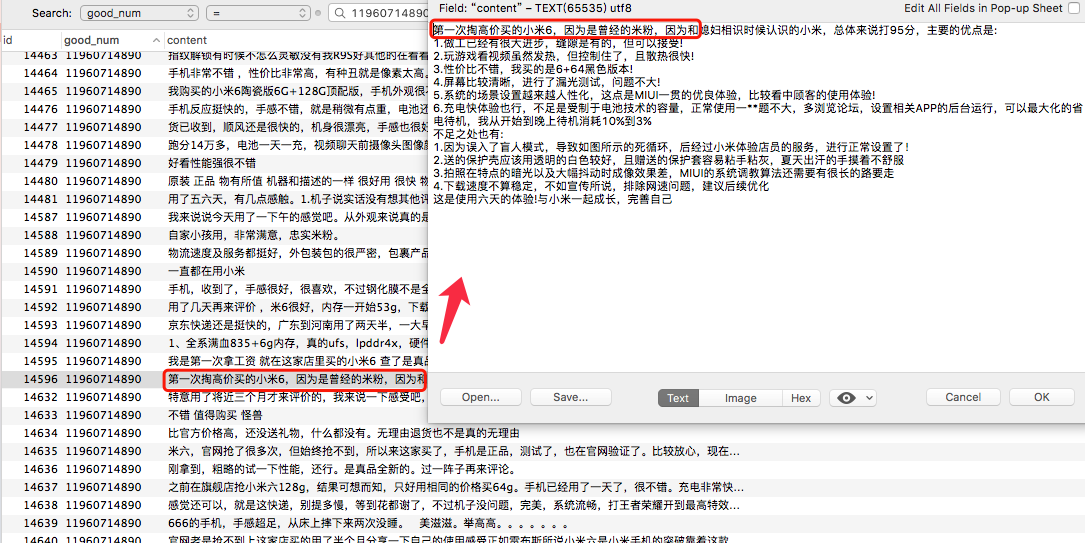 Search:
good_num
=
11960714890
Field: “content” – TEXT(65535) utf8
Edit All Fields in Pop-up Sheet
id
good_num
content
第一次掏高价买的小米6，因为是曾经的米粉，因为和媳妇相识时候认识的小米，总体来说打95分，主要的优点是:
1.做工已经有很大进步，缝隙是有的，但可以接受!
2.玩游戏看视频虽然发热，但控制住了，且散热很快!
3.性价比不错，我买的是6+64黑色版本!
4.屏幕比较清晰，进行了漏光测试，问题不大!
5.系统的场景设置越来越人性化，这点是MIUI一贯的优良体验，比较看中顾客的使用体验!
6.充电快体验也行，不足是受制于电池技术的容量，正常使用一**题不大，多浏览论坛，设置相关APP的后台运行，可以最大化的省
电待机，我从开始到晚上待机消耗10%到3%
不足之处也有:
1.因为误入了盲人模式，导致如图所示的死循环，后经过小米体验店员的服务，进行正常设置了!
2.送的保护壳应该用透明的白色较好，且赠送的保护套容易粘手粘灰，夏天出汗的手摸着不舒服
3.拍照在特点的暗光以及大幅抖动时成像效果差，MIUI的系统调教算法还需要有很长的路要走
4.下载速度不算稳定，不如宣传所说，排除网速问题，建议后续优化
这是使用六天的体验!与小米一起成长，完善自己
Open...
Save...
Text
Image
Hex
Cancel
OK
14463 11960714890 指纹解锁有时候不怎么灵敏没有我R95好其他的在看看
14464 11960714890 手机非常不错 ，性价比非常高，有种丑就是像素太高。
14465 11960714890 我购买的小米6陶瓷版6G+128G顶配版，手机外观很不
14476 11960714890 手机反应挺快的，手感不错，就是稍微有点重，电池还
14477 11960714890 货已收到，顺风还是很快的，机身很漂亮，手感也很好
14478 11960714890 跑分14万多，电池一天一充，视频聊天前摄像头图像颜
14479 11960714890 好看性能强很不错
14480 11960714890 原装 正品 物有所值 机器和描述的一样 很好用 很快 物
14481 11960714890 用了五六天，有几点感触。1.机子说实话没有想其他评
14587 11960714890 我来说说今天用了一下午的感觉吧。从外观来说真的是
14588 11960714890 自家小孩用，非常满意，忠实米粉。
14589 11960714890 物流速度及服务都挺好，外包装包的很严密，包裹产品
14590 11960714890 一直都在用小米
14591 11960714890 手机，收到了，手感很好，很喜欢，不过钢化膜不是全
14592 11960714890 用了几天再来评价 ，米6很好，内存一开始53g，下载
14593 11960714890 京东快递还是挺快的，广东到河南用了两天半，一大早
14594 11960714890 1、全系满血835+6g内存，真的ufs，lpddr4x，硬件
14595 11960714890 我是第一次拿工资 就在这家店里买的小米6 查了是真品
14596 11960714890 第一次掏高价买的小米6，因为是曾经的米粉，因为和
14632 11960714890 特意用了将近三个月才来评价的，我来说一下感受吧，
14633 11960714890 不错 值得购买 怪兽
14634 11960714890 比官方价格高，还没送礼物，什么都没有。无理由退货也不是真的无理由
14635 11960714890 米六，官网抢了很多次，但始终抢不到，所以来这家买了，手机是正品，测试了，也在官网验证了。比较放心，现在...
14636 11960714890 刚拿到，粗略的试一下性能，还行。是真品全新的。过一阵子再来评论。
14637 11960714890 之前在旗舰店抢小米六128g，结果可想而知，只好用相同的价格买64g。手机已经用了一天了，很不错。充电非常快...
14638 11960714890 感觉还可以，就是这快递，别提多慢，等到花都谢了，不过机子没问题，完美，系统流畅，打王者荣耀开到最高特效...
14639 11960714890 666的手机，手感超足，从床上摔下来两次没睡。 美滋滋。举高高。。。。。。。
14640 11960714890 官网老是抢不到上这家店买的用了半个月分享一下自己的使用感受正如雷布斯所说小米六是小米手机的突破靠着这款